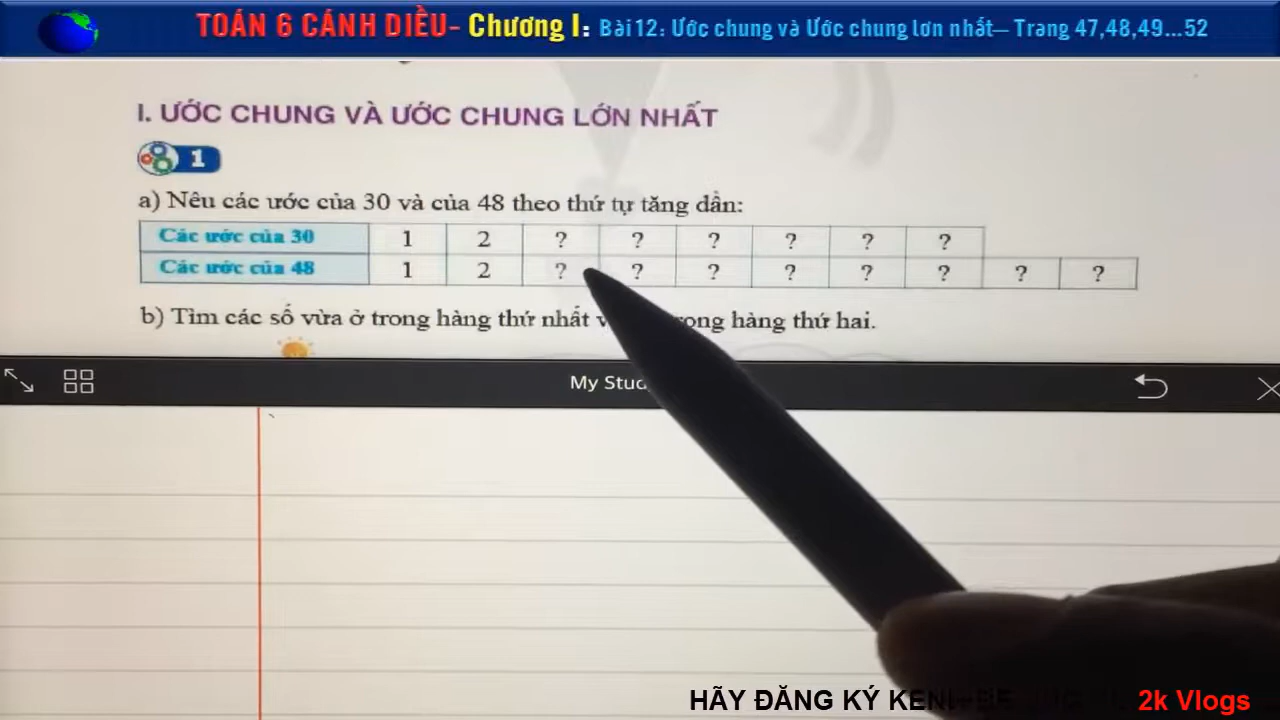 TOÁN 6 CÁNH DIỀU- Chương I: Bài 12: Ước chung và Ước chung lơn nhất– Trang 47,48,49...52
I. ƯỚC CHUNG VÀ ƯỚC CHUNG LỚN NHẤT
1
a) Nêu các ước của 30 và của 48 theo thứ tự tăng dần:
Các ước của 30 1 2 ? ? ? ? ? ?
Các ước của 48 1 2 ? ? ? ? ? ? ? ?
b) Tìm các số vừa ở trong hàng thứ nhất trong hàng thứ hai.
My
HÃY ĐĂNG KÝ 2k Vlogs